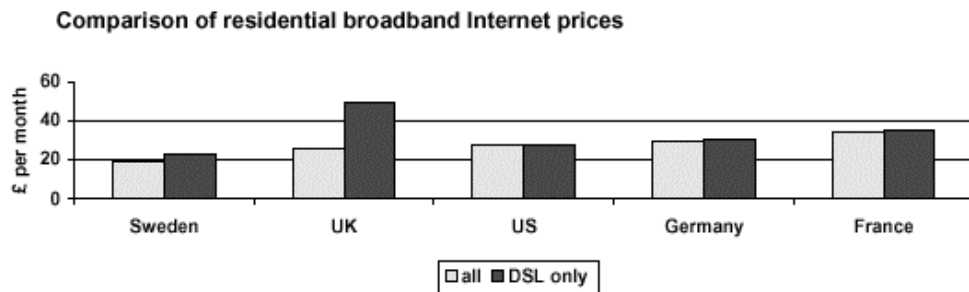 Comparison of residential broadband Internet prices
60
40
20
0
£ per month
Sweden UK US Germany France
all DSL only